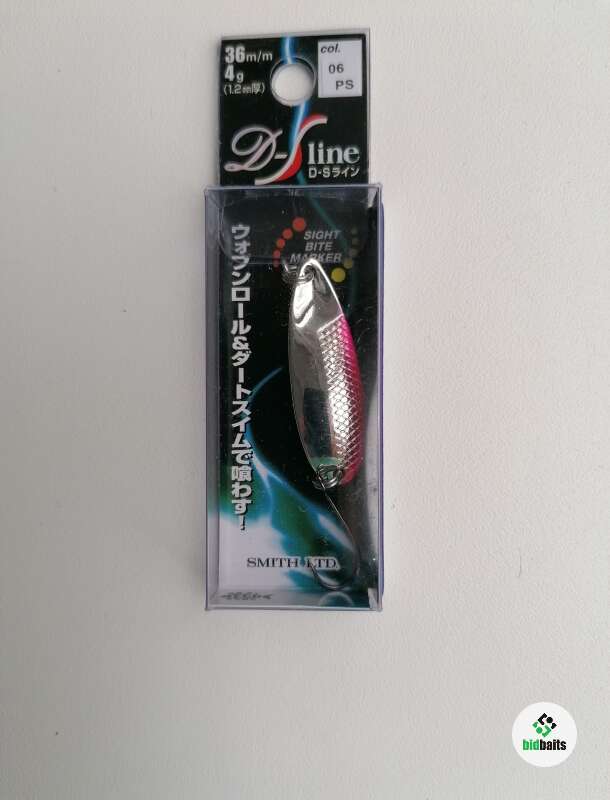 36m/m
4g
(1.2mm厚)
col.
06
PS
D-S line
D-Sライン
SIGHT
BITE
MARKER
ウォブンロール&ダートスイムで喰わす!
SMITH LTD.
bidbaits